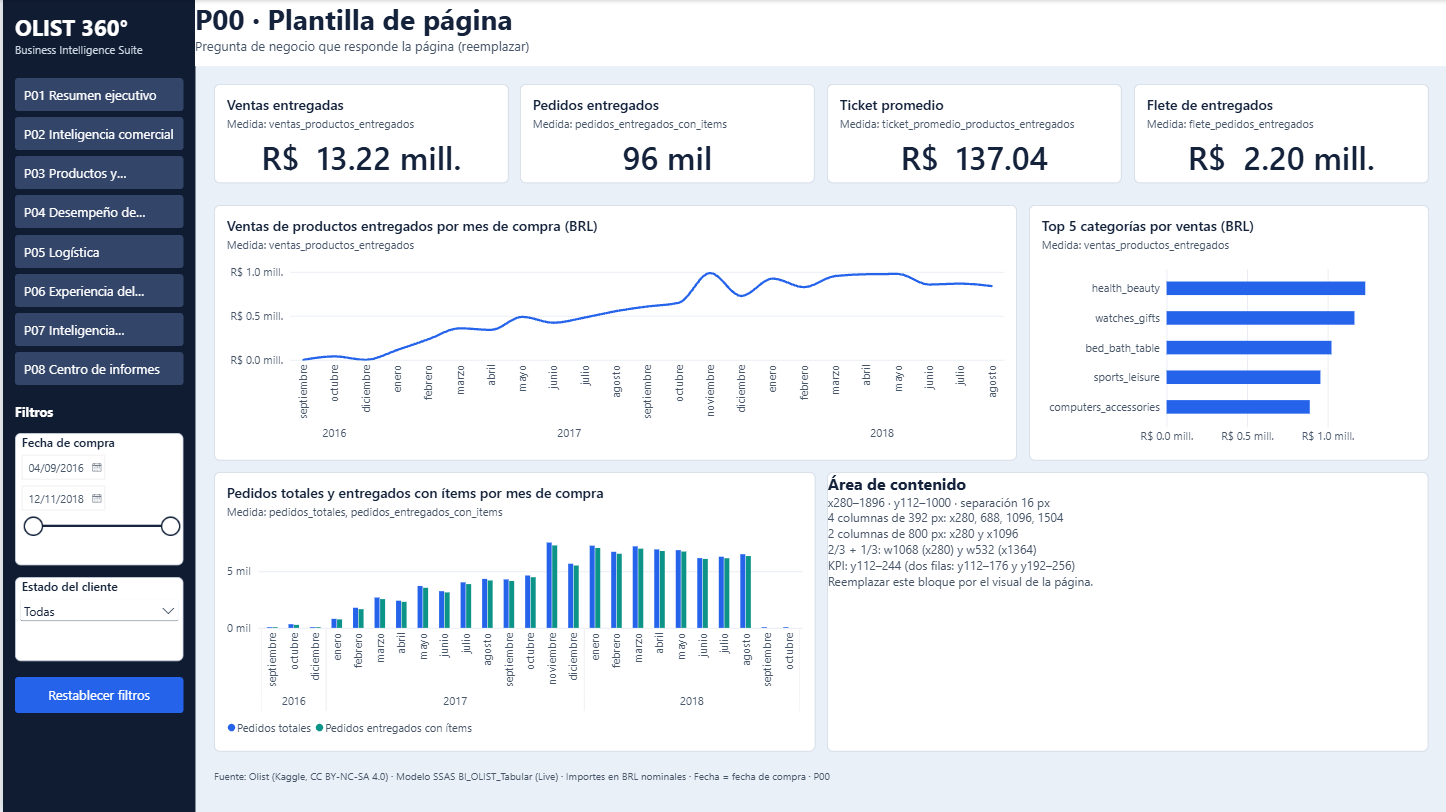 OLIST 360°
Business Intelligence Suite
P01 Resumen ejecutivo
P02 Inteligencia comercial
P03 Productos y...
P04 Desempeño de...
P05 Logística
P06 Experiencia del...
P07 Inteligencia...
P08 Centro de informes
Filtros
Fecha de compra
04/09/2016
12/11/2018
Estado del cliente
Todas
Restablecer filtros
P00 · Plantilla de página
Pregunta de negocio que responde la página (reemplazar)
Ventas entregadas
Medida: ventas_productos_entregados
R$ 13.22 mill.
Pedidos entregados
Medida: pedidos_entregados_con_items
96 mil
Ticket promedio
Medida: ticket_promedio_productos_entregados
R$ 137.04
Flete de entregados
Medida: flete_pedidos_entregados
R$ 2.20 mill.
Ventas de productos entregados por mes de compra (BRL)
Medida: ventas_productos_entregados
R$ 1.0 mill.
R$ 0.5 mill.
R$ 0.0 mill.
septiembre
octubre
diciembre
enero
febrero
marzo
abril
mayo
junio
julio
agosto
septiembre
octubre
noviembre
diciembre
enero
febrero
marzo
abril
mayo
junio
julio
agosto
2016
2017
2018
Top 5 categorías por ventas (BRL)
Medida: ventas_productos_entregados
health_beauty
watches_gifts
bed_bath_table
sports_leisure
computers_accessories
R$ 0.0 mill.
R$ 0.5 mill.
R$ 1.0 mill.
Pedidos totales y entregados con ítems por mes de compra
Medida: pedidos_totales, pedidos_entregados_con_items
5 mil
0 mil
septiembre
octubre
diciembre
enero
febrero
marzo
abril
mayo
junio
julio
agosto
septiembre
octubre
noviembre
diciembre
enero
febrero
marzo
abril
mayo
junio
julio
agosto
septiembre
octubre
2016
2017
2018
Pedidos totales
Pedidos entregados con ítems
Área de contenido
x280–1896 · y112–1000 · separación 16 px
4 columnas de 392 px: x280, 688, 1096, 1504
2 columnas de 800 px: x280 y x1096
2/3 + 1/3: w1068 (x280) y w532 (x1364)
KPI: y112–244 (dos filas: y112–176 y y192–256)
Reemplazar este bloque por el visual de la página.
Fuente: Olist (Kaggle, CC BY-NC-SA 4.0) · Modelo SSAS BI_OLIST_Tabular (Live) · Importes en BRL nominales · Fecha = fecha de compra · P00